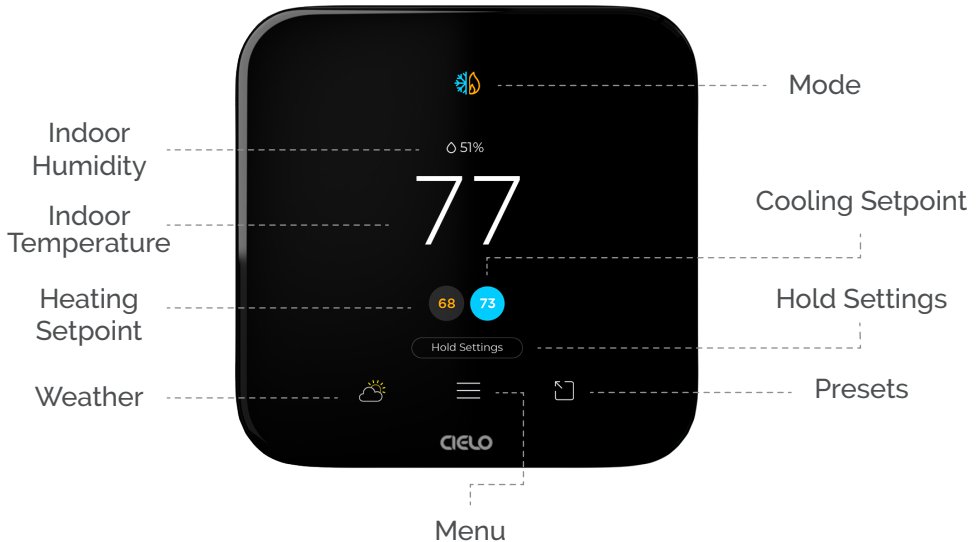 Mode
Indoor
Humidity
51%
77
Cooling Setpoint
Indoor
Temperature
Heating
Setpoint
68
73
Hold Settings
Hold Settings
Weather
Presets
CIELO
Menu